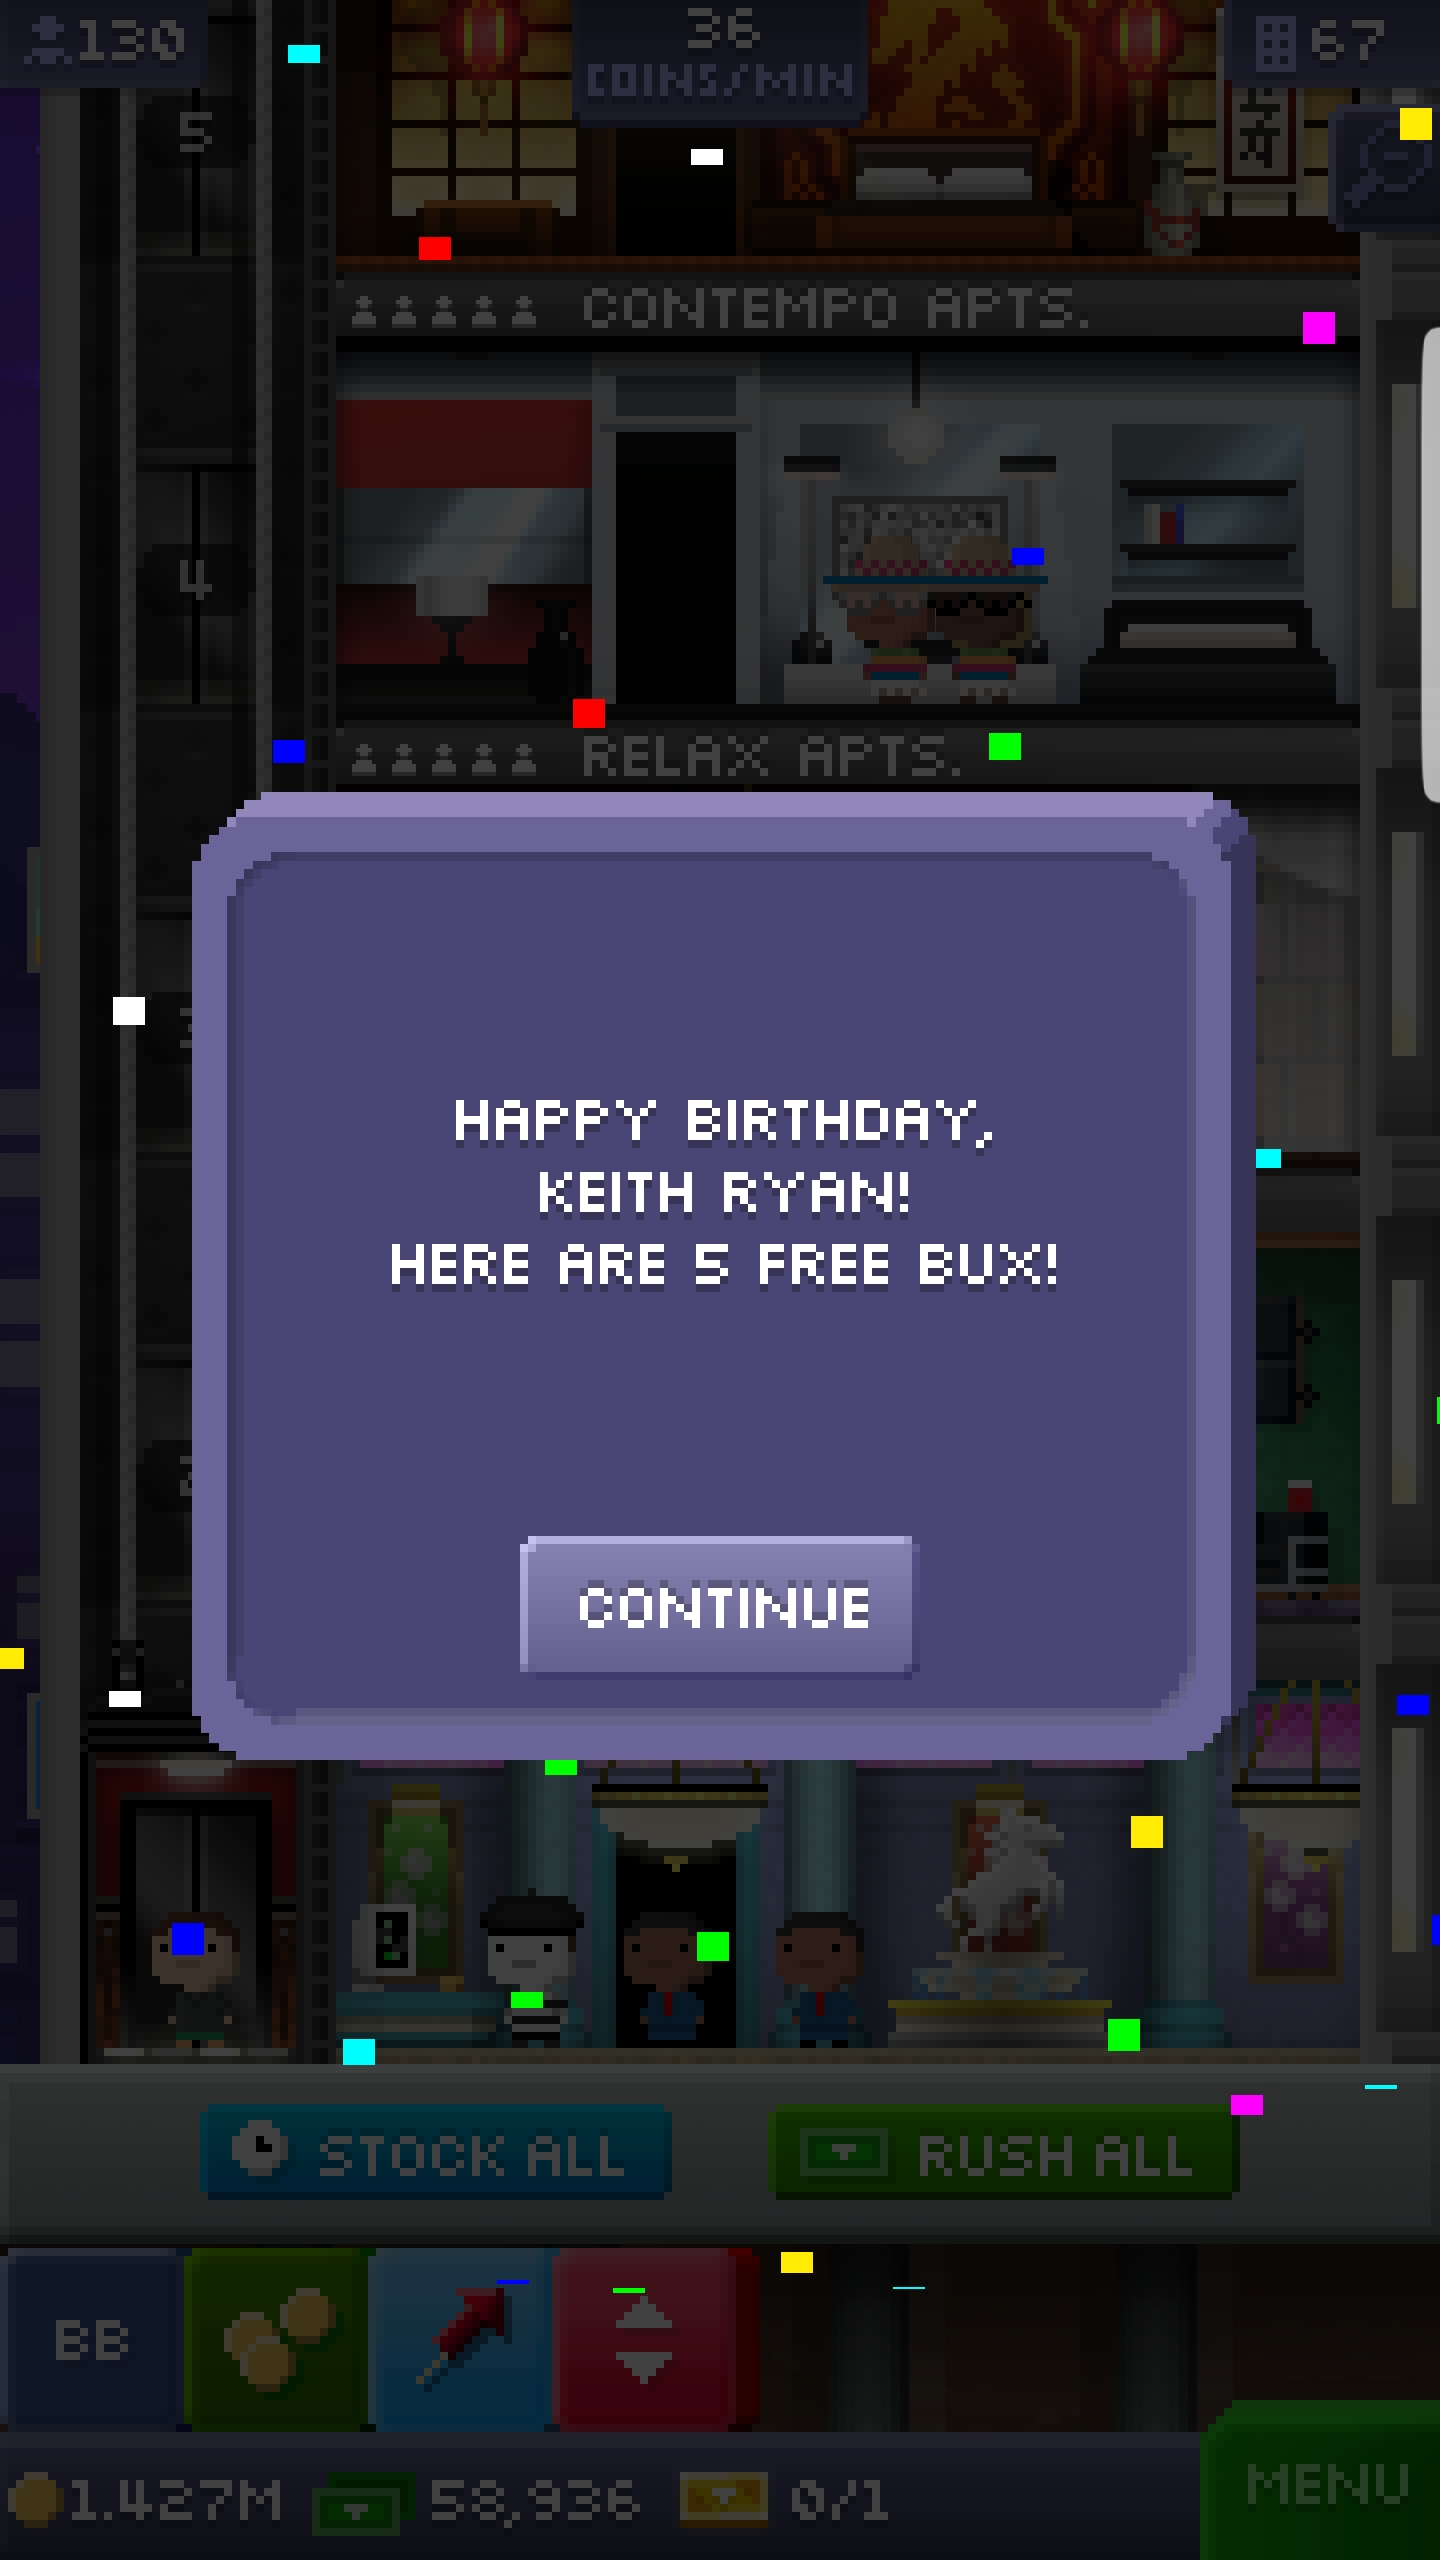 130
36
COINS/MIN
67
5
CONTEMPO APTS.
4
RELAX APTS.
HAPPY BIRTHDAY,
KEITH RYAN!
HERE ARE 5 FREE BUX!
CONTINUE
STOCK ALL
RUSH ALL
BB
1.427M
58,936
0/1
MENU